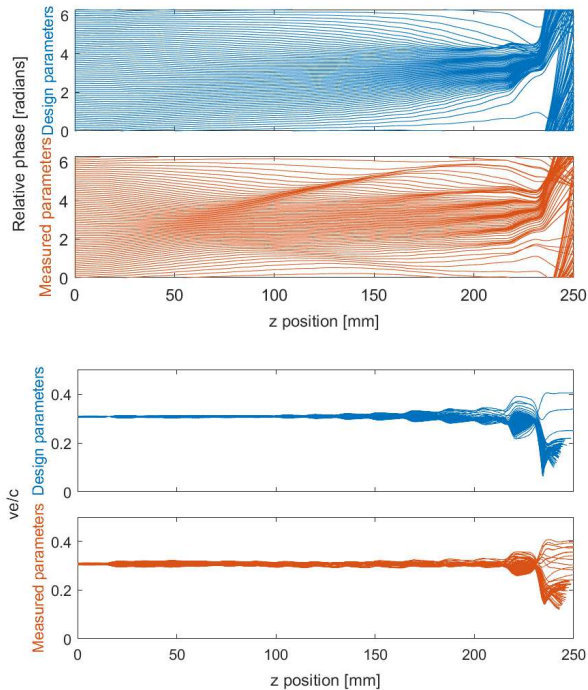 Relative phase [radians]
Design parameters
6
4
2
0
Measured parameters
6
4
2
0
0 50 100 150 200 250
z position [mm]
ve/c
Design parameters
0.4
0.2
0
Measured parameters
0.4
0.2
0
0 50 100 150 200 250
z position [mm]